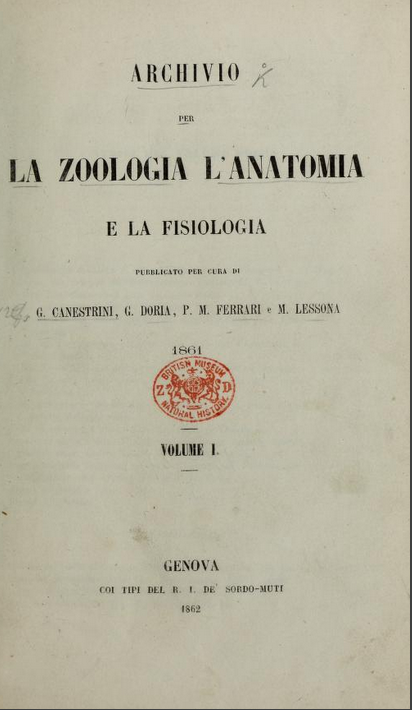 ARCHIVIO
PER
LA ZOOLOGIA L'ANATOMIA
E LA FISIOLOGIA
PUBBLICATO PER CURA DI
G. CANESTRINI, G. DORIA, P. M. FERRARI e M. LESSONA
1861
BRITISH MUSEUM
Z D
NATURAL HISTORY
VOLUME I.
GENOVA
COI TIPI DEL R. I. DE' SORDO-MUTI
1862